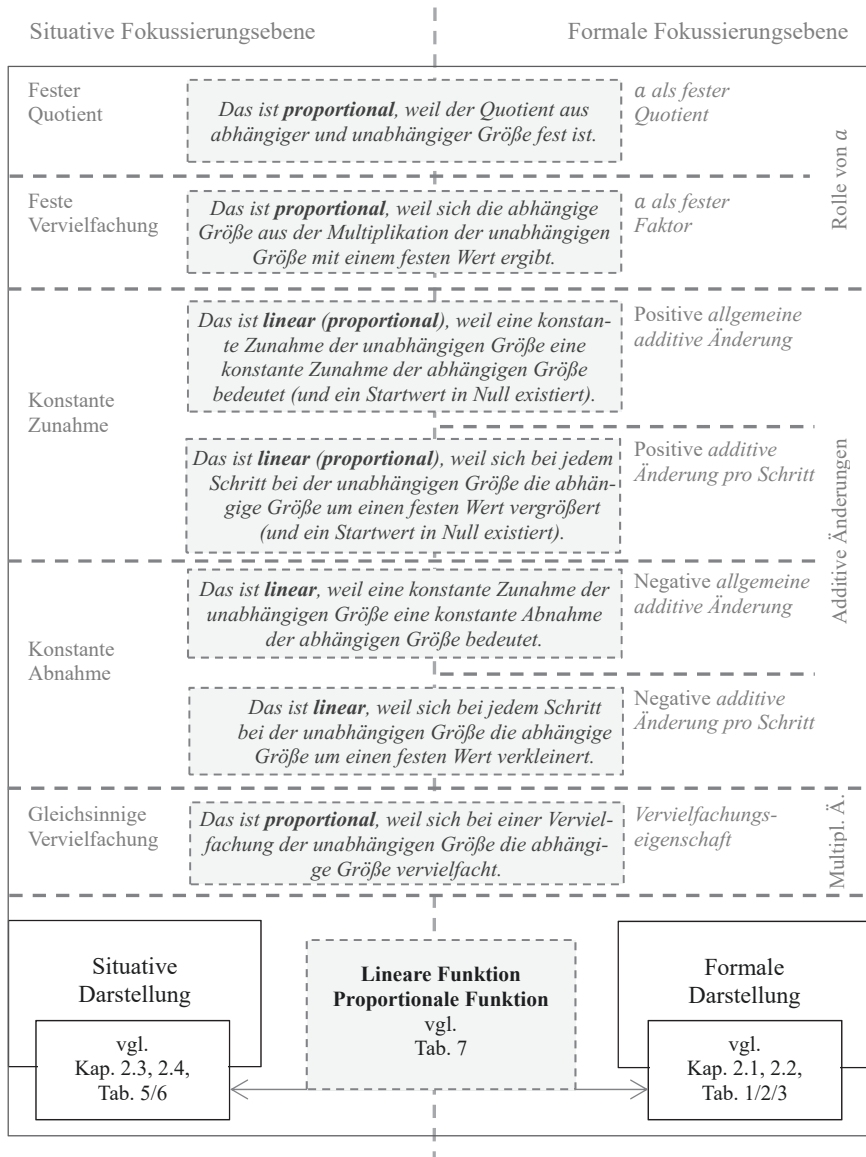 Situative Fokussierungsebene
Formale Fokussierungsebene
Fester
Quotient
Das ist proportional, weil der Quotient aus
abhängiger und unabhängiger Größe fest ist.
a als fester
Quotient
Rolle von a
Feste
Vervielfachung
Das ist proportional, weil sich die abhängige
Größe aus der Multiplikation der unabhängigen
Größe mit einem festen Wert ergibt.
a als fester
Faktor
Konstante
Zunahme
Das ist linear (proportional), weil eine konstan-
te Zunahme der unabhängigen Größe eine
konstante Zunahme der abhängigen Größe
bedeutet (und ein Startwert in Null existiert).
Positive allgemeine
additive Änderung
Das ist linear (proportional), weil sich bei jedem
Schritt bei der unabhängigen Größe die abhän-
gige Größe um einen festen Wert vergrößert
(und ein Startwert in Null existiert).
Positive additive
Änderung pro Schritt
Additive Änderungen
Konstante
Abnahme
Das ist linear, weil eine konstante Zunahme der
unabhängigen Größe eine konstante Abnahme
der abhängigen Größe bedeutet.
Negative allgemeine
additive Änderung
Das ist linear, weil sich bei jedem Schritt
bei der unabhängigen Größe die abhängige
Größe um einen festen Wert verkleinert.
Negative additive
Änderung pro Schritt
Gleichsinnige
Vervielfachung
Das ist proportional, weil sich bei einer Verviel-
fachung der unabhängigen Größe die abhängi-
ge Größe vervielfacht.
Vervielfachungs-
eigenschaft
Multipl. Ä.
Situative
Darstellung
vgl.
Kap. 2.3, 2.4,
Tab. 5/6
Lineare Funktion
Proportionale Funktion
vgl.
Tab. 7
Formale
Darstellung
vgl.
Kap. 2.1, 2.2,
Tab. 1/2/3